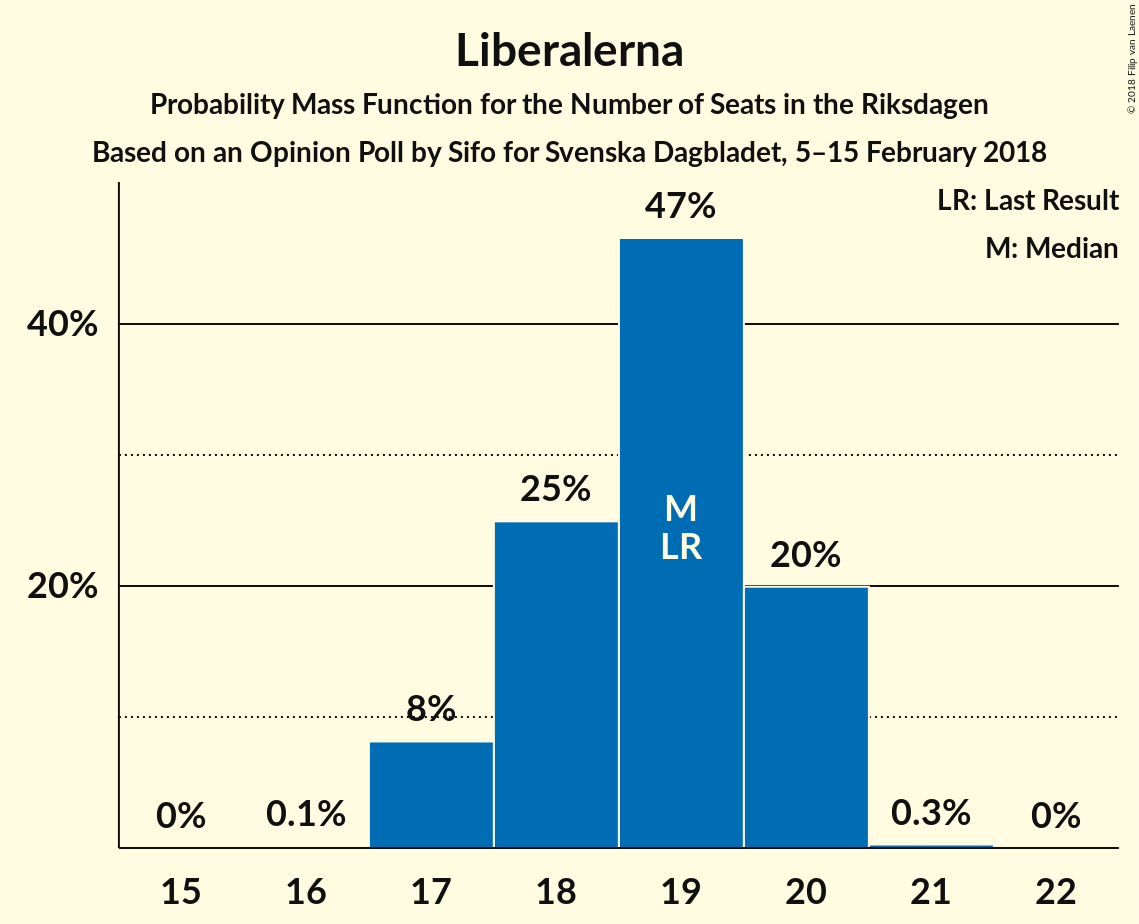 Liberalerna
Probability Mass Function for the Number of Seats in the Riksdagen
Based on an Opinion Poll by Sifo for Svenska Dagbladet, 5–15 February 2018
© 2018 Filip van Laenen
LR: Last Result
M: Median
47%
40%
25%
M
LR
20%
20%
8%
0%
0.1%
0.3%
0%
15 16 17 18 19 20 21 22